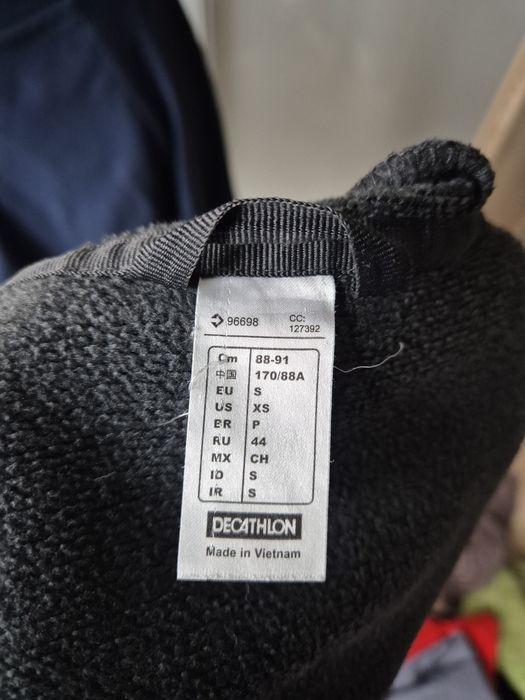 96698 CC:
127392
Cm 88-91
中国 170/88A
EU S
US XS
BR P
RU 44
MX CH
ID S
IR S
DECATHLON
Made in Vietnam